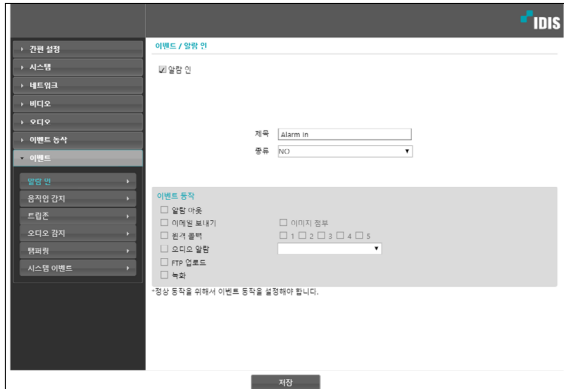 IDIS
간편 설정
시스템
네트워크
비디오
오디오
이벤트 동작
이벤트
알람 인
움직임 감지
트립존
오디오 감지
탬퍼링
시스템 이벤트
이벤트 / 알람 인
알람 인
제목 Alarm In
종류 NO
이벤트 동작
알람 아웃
이메일 보내기 이미지 첨부
원격 콜백 1 2 3 4 5
오디오 알람
FTP 업로드
녹화
*정상 동작을 위해서 이벤트 동작을 설정해야 합니다.
저장